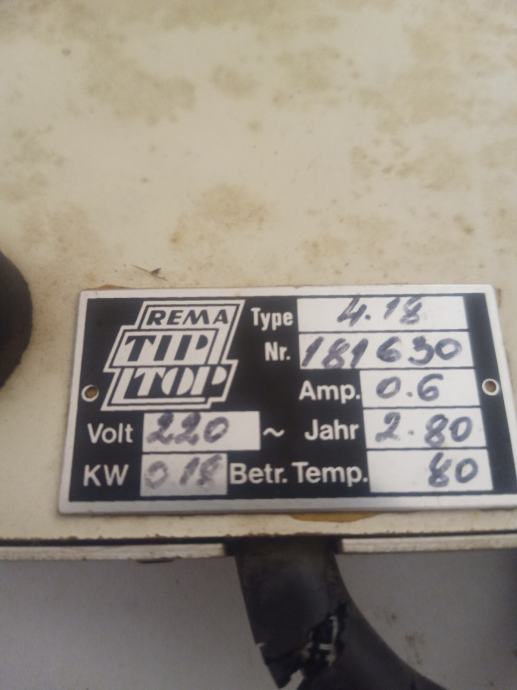 REMA
TIP
TOP
Type 4.18
Nr. 181630
Amp. 0.6
Volt 220 ~ Jahr 2.80
KW 0 18 Betr. Temp. 80